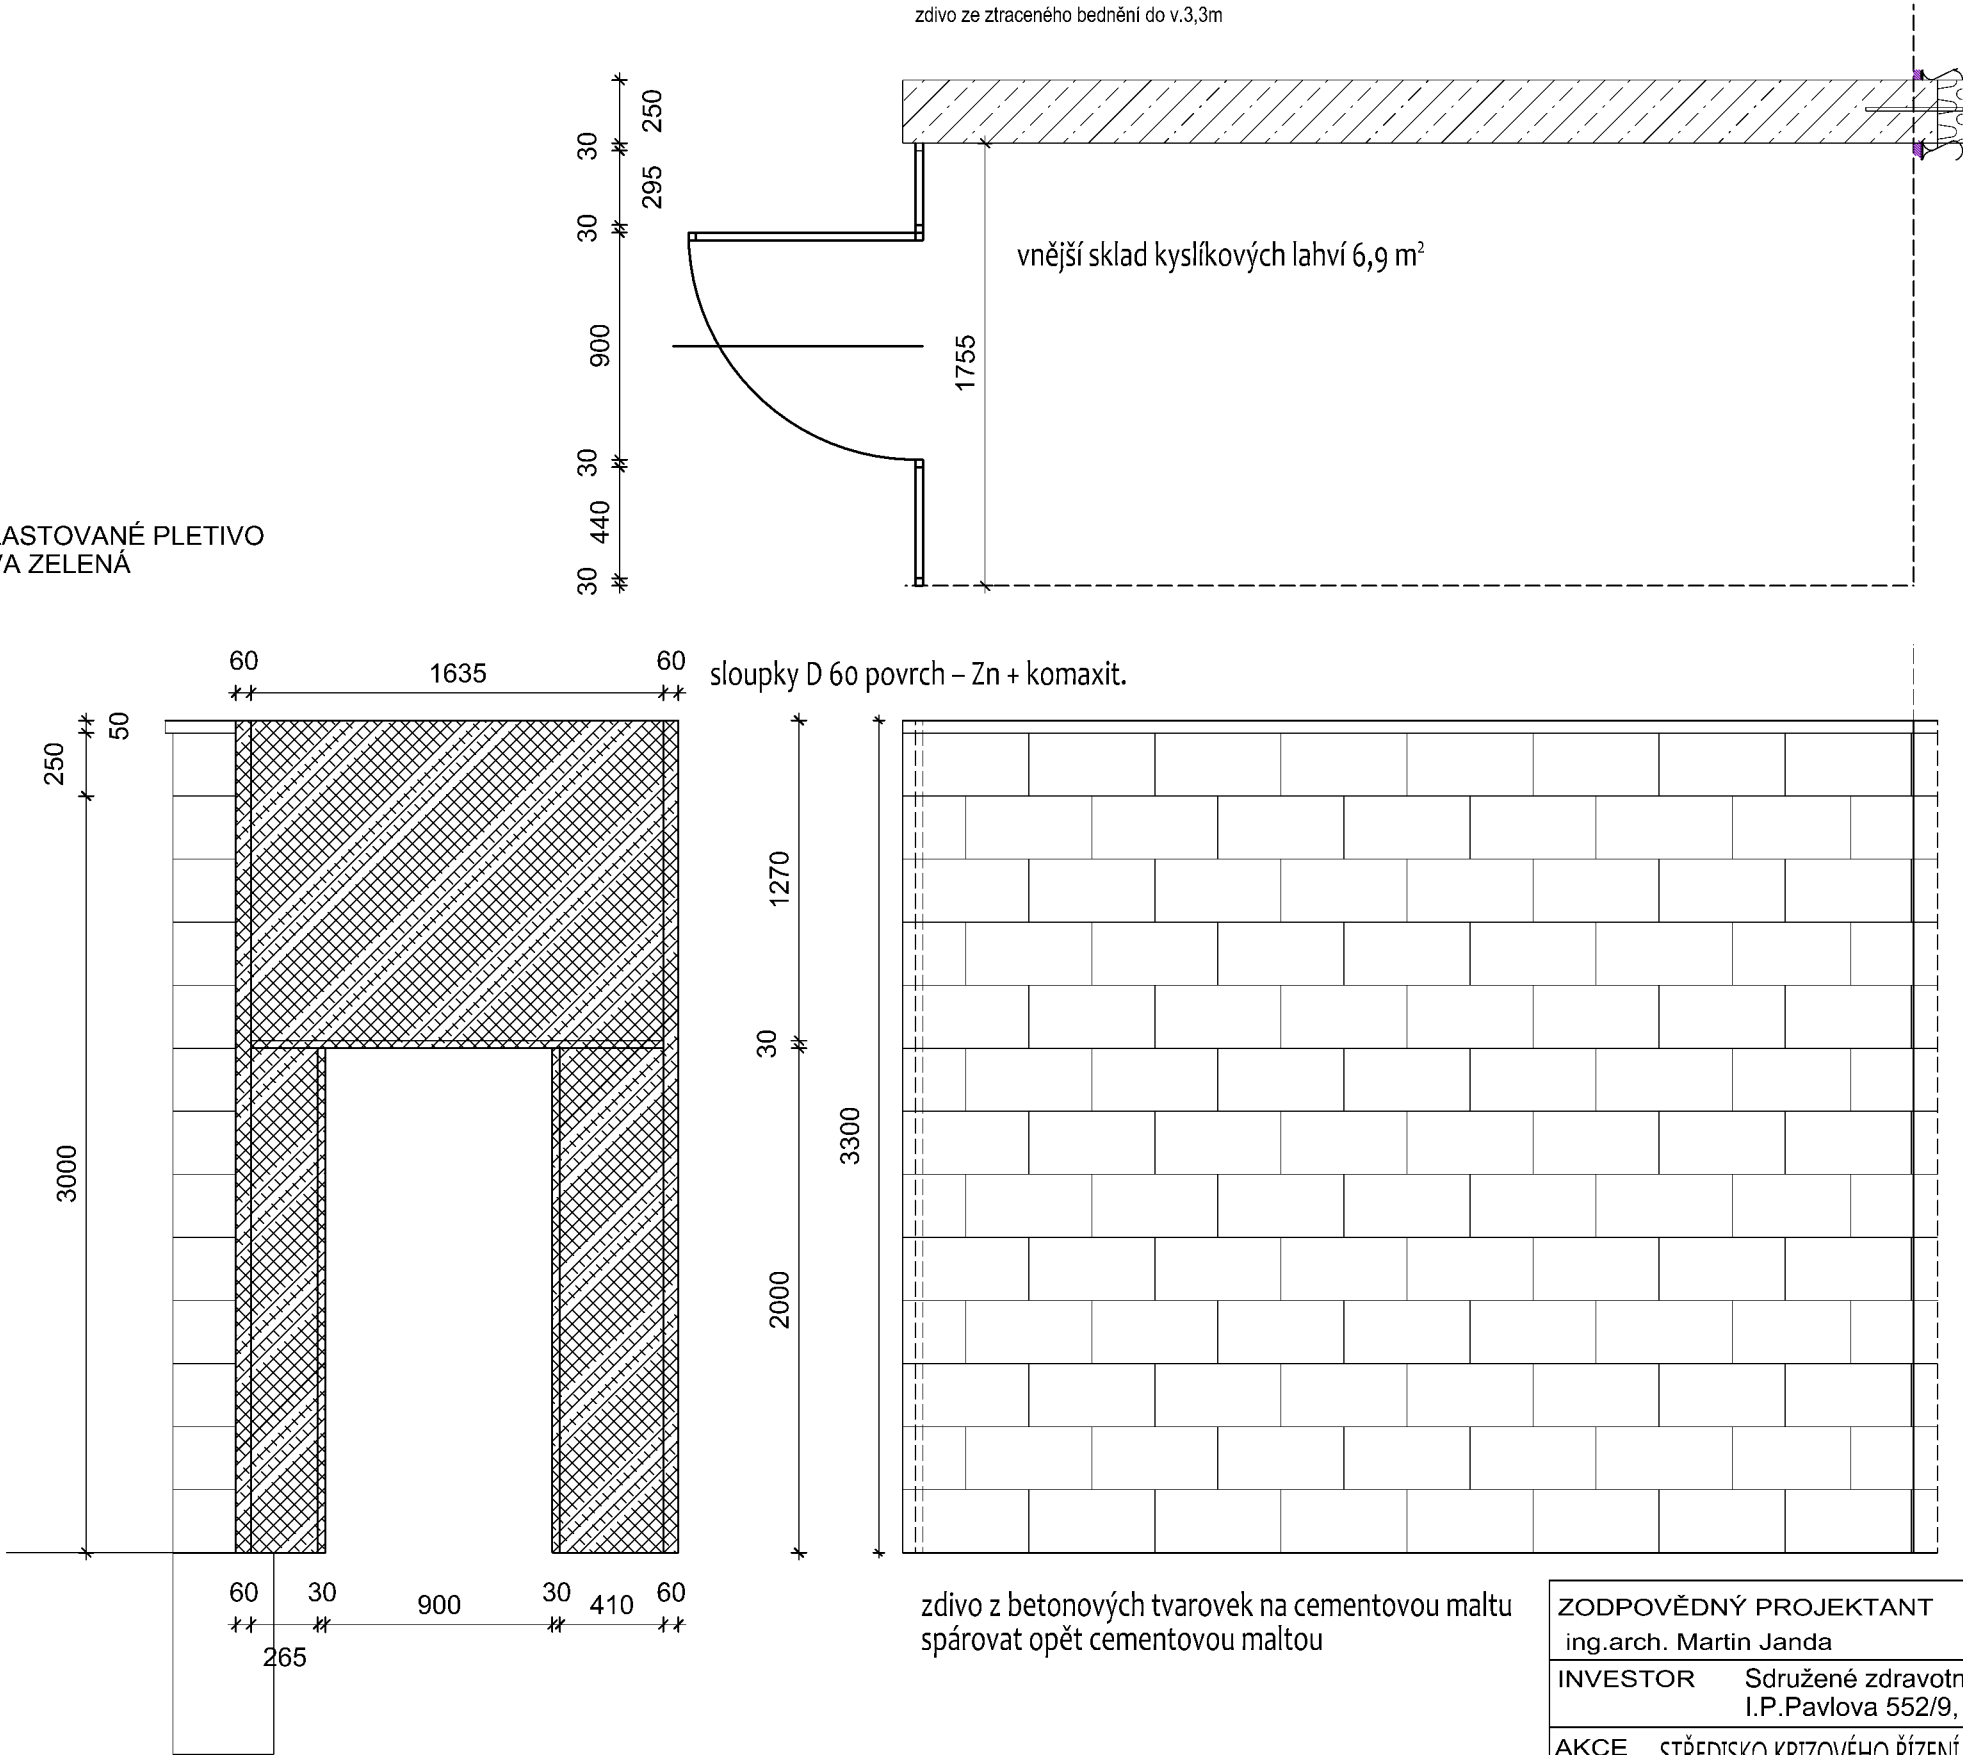 zdivo ze ztraceného bednění do v.3,3m
250
30
295
30
vnější sklad kyslíkových lahví 6,9 m²
900
1755
30
440
30
ASTOVANÉ PLETIVO
ZELENÁ
60
1635
60
sloupky D 60 povrch – Zn + komaxit.
50
250
1270
30
3300
3000
2000
60
30
900
30
410
60
265
zdivo z betonových tvarovek na cementovou maltu
spárovat opět cementovou maltou
ZODPOVĚDNÝ PROJEKTANT
ing.arch. Martin Janda
INVESTOR Sdružené zdravotn
I.P.Pavlova 552/9,
AKCE STŘEDISKO KRIZOVÉHO ŘÍZENÍ